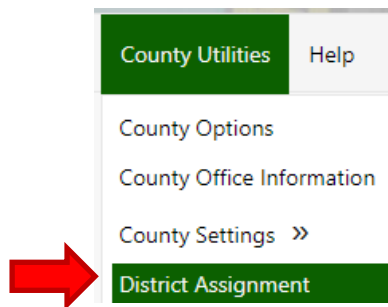 County Utilities Help
County Options
County Office Information
County Settings »
District Assignment